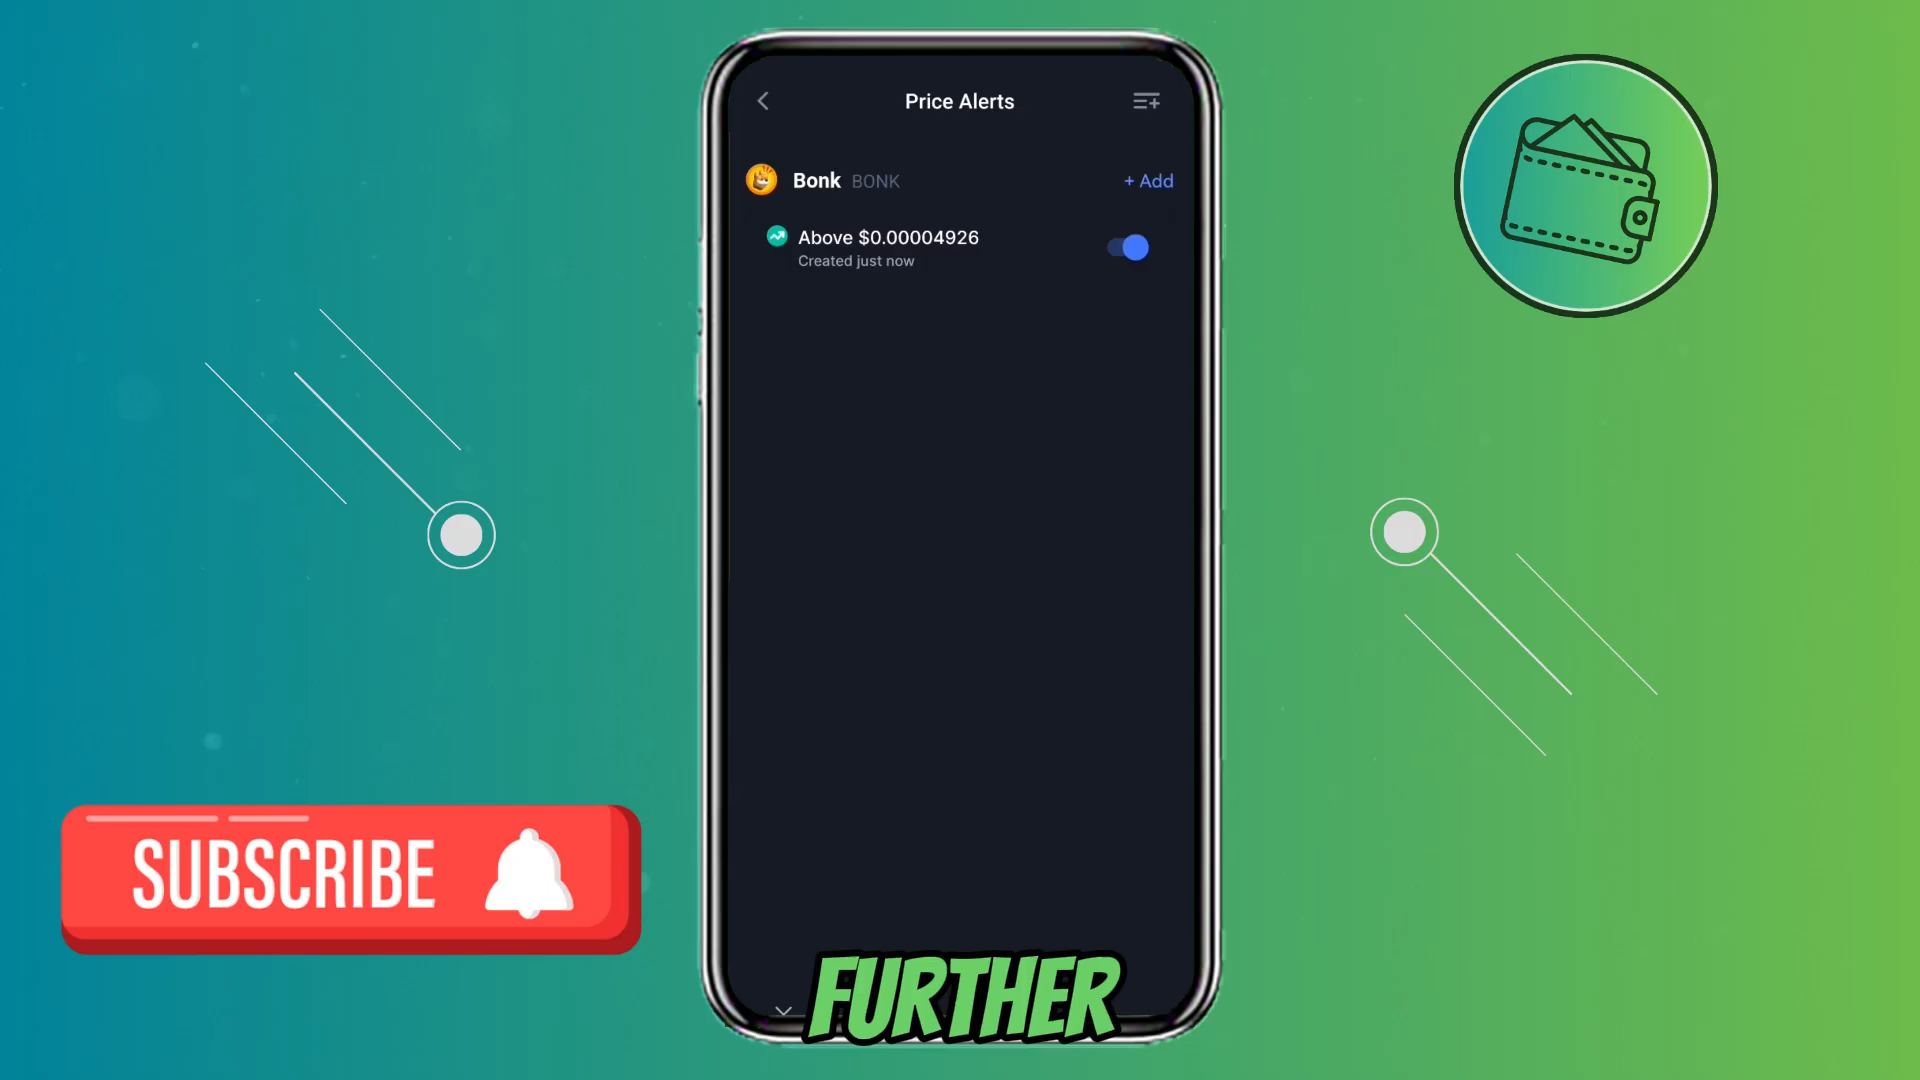 Price Alerts
Bonk BONK
+ Add
Above $0.00004926
Created just now
SUBSCRIBE
FURTHER